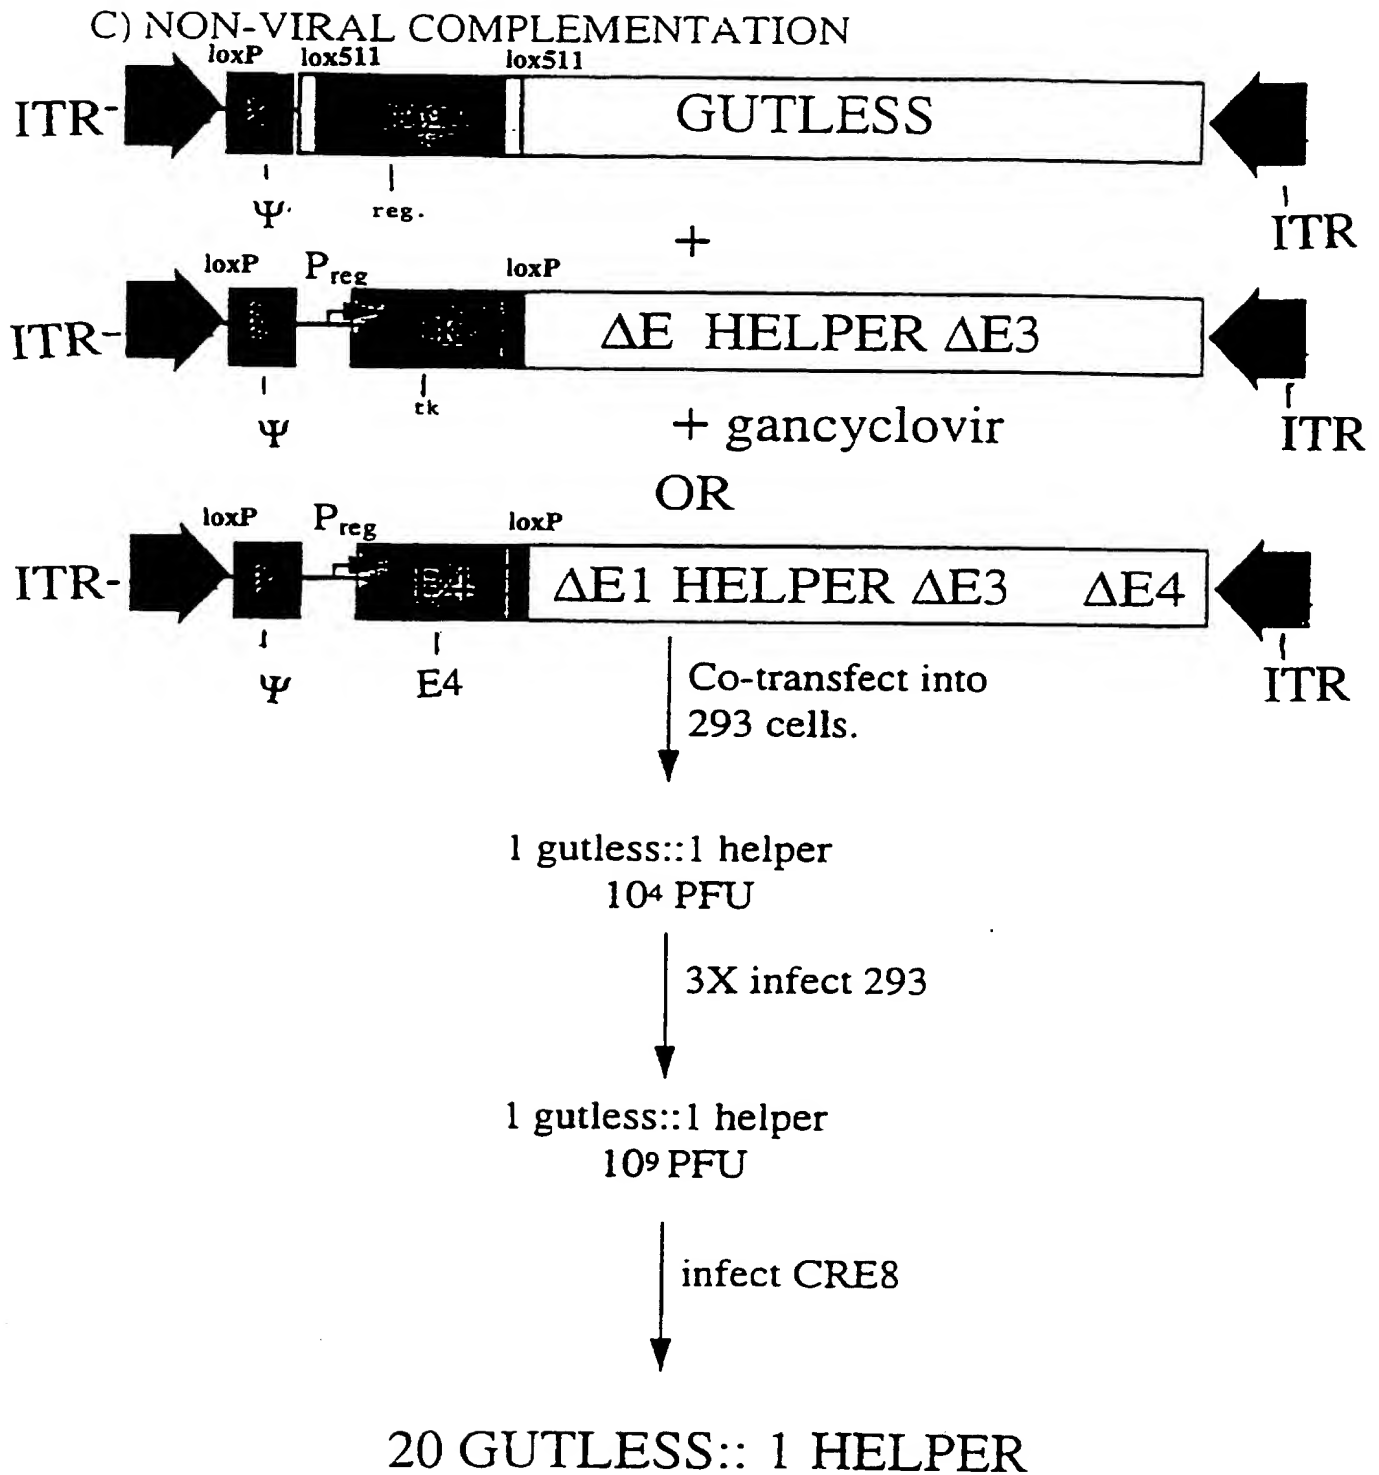 C) NON-VIRAL COMPLEMENTATION
loxP lox511 lox511
ITR- GUTLESS
Ψ reg. ITR
+
loxP Preg loxP
ITR- ΔE HELPER ΔE3
tk
Ψ + gancyclovir ITR
OR
loxP Preg loxP
ITR- E4 ΔE1 HELPER ΔE3 ΔE4
Ψ E4 ITR
Co-transfect into
293 cells.
1 gutless::1 helper
10⁴ PFU
3X infect 293
1 gutless::1 helper
10⁹ PFU
infect CRE8
20 GUTLESS:: 1 HELPER